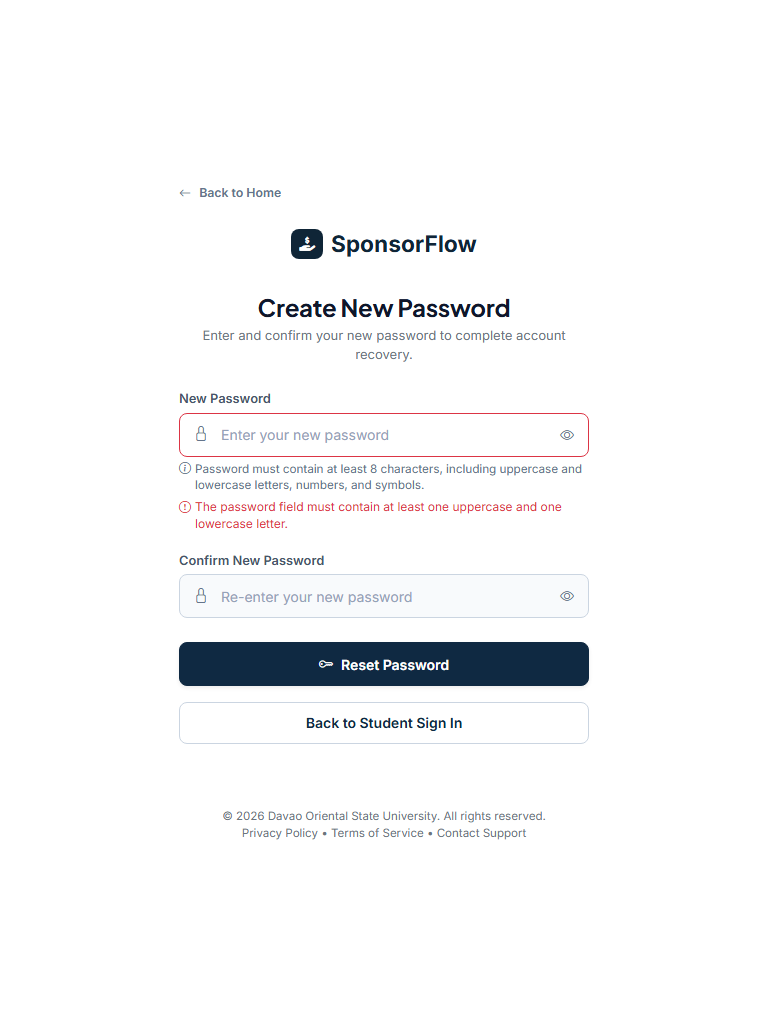 Back to Home
SponsorFlow
Create New Password
Enter and confirm your new password to complete account
recovery.
New Password
Enter your new password
Password must contain at least 8 characters, including uppercase and
lowercase letters, numbers, and symbols.
The password field must contain at least one uppercase and one
lowercase letter.
Confirm New Password
Re-enter your new password
Reset Password
Back to Student Sign In
© 2026 Davao Oriental State University. All rights reserved.
Privacy Policy • Terms of Service • Contact Support